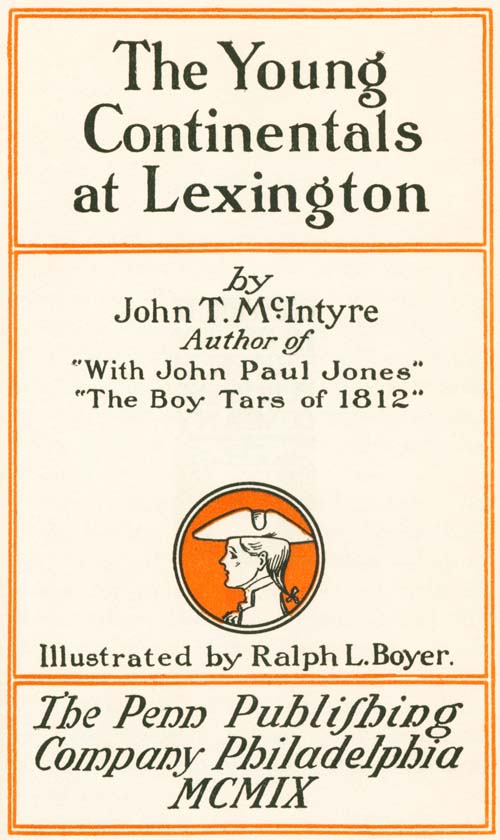 The Young
Continentals
at Lexington
by
John T. McIntyre
Author of
"With John Paul Jones"
"The Boy Tars of 1812"
Illustrated by Ralph L. Boyer.
The Penn Publiſhing
Company Philadelphia
MCMIX